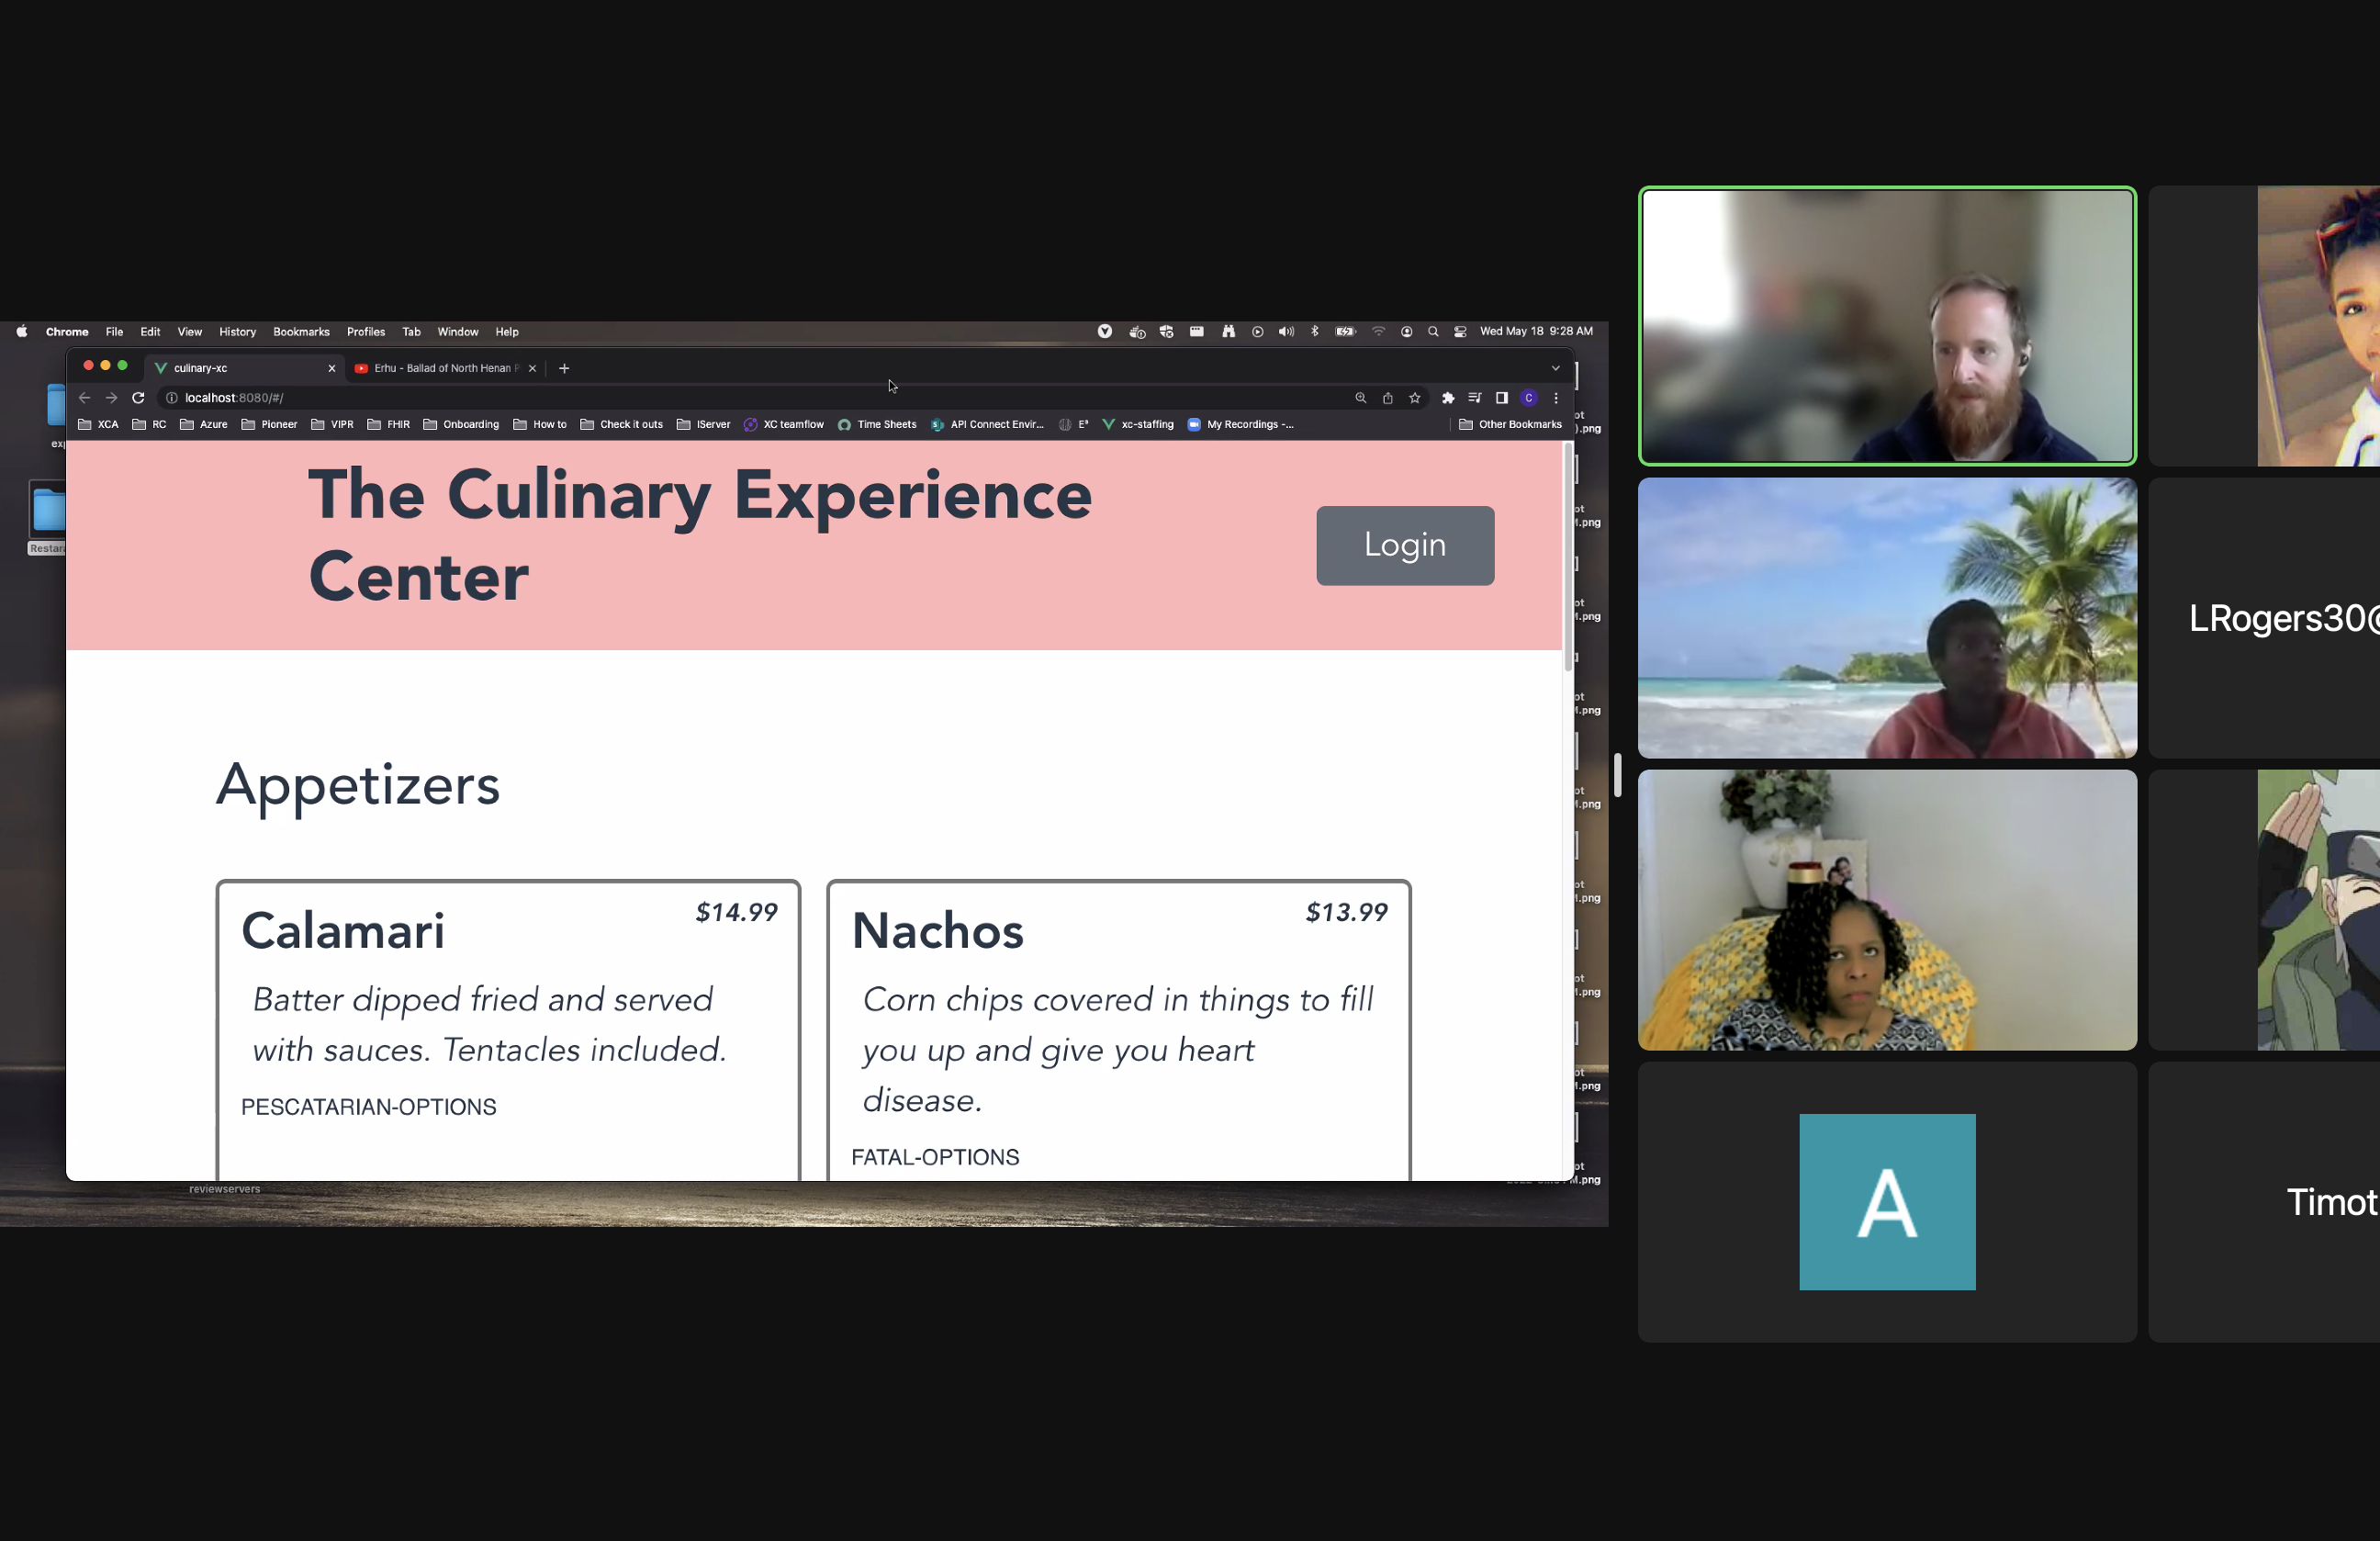 Chrome File Edit View History Bookmarks Profiles Tab Window Help
Wed May 18 9:28 AM
culinary-xc
Erhu - Ballad of North Henan
localhost:8080/#/
C
XCA RC Azure Pioneer VIPR FHIR Onboarding How to Check it outs IServer XC teamflow Time Sheets API Connect Envir... E³ xc-staffing My Recordings -... Other Bookmarks
The Culinary Experience
Center
Login
Appetizers
Calamari
$14.99
Batter dipped fried and served
with sauces. Tentacles included.
PESCATARIAN-OPTIONS
Nachos
$13.99
Corn chips covered in things to fill
you up and give you heart
disease.
FATAL-OPTIONS
reviewservers
LRogers30@
A
Timot